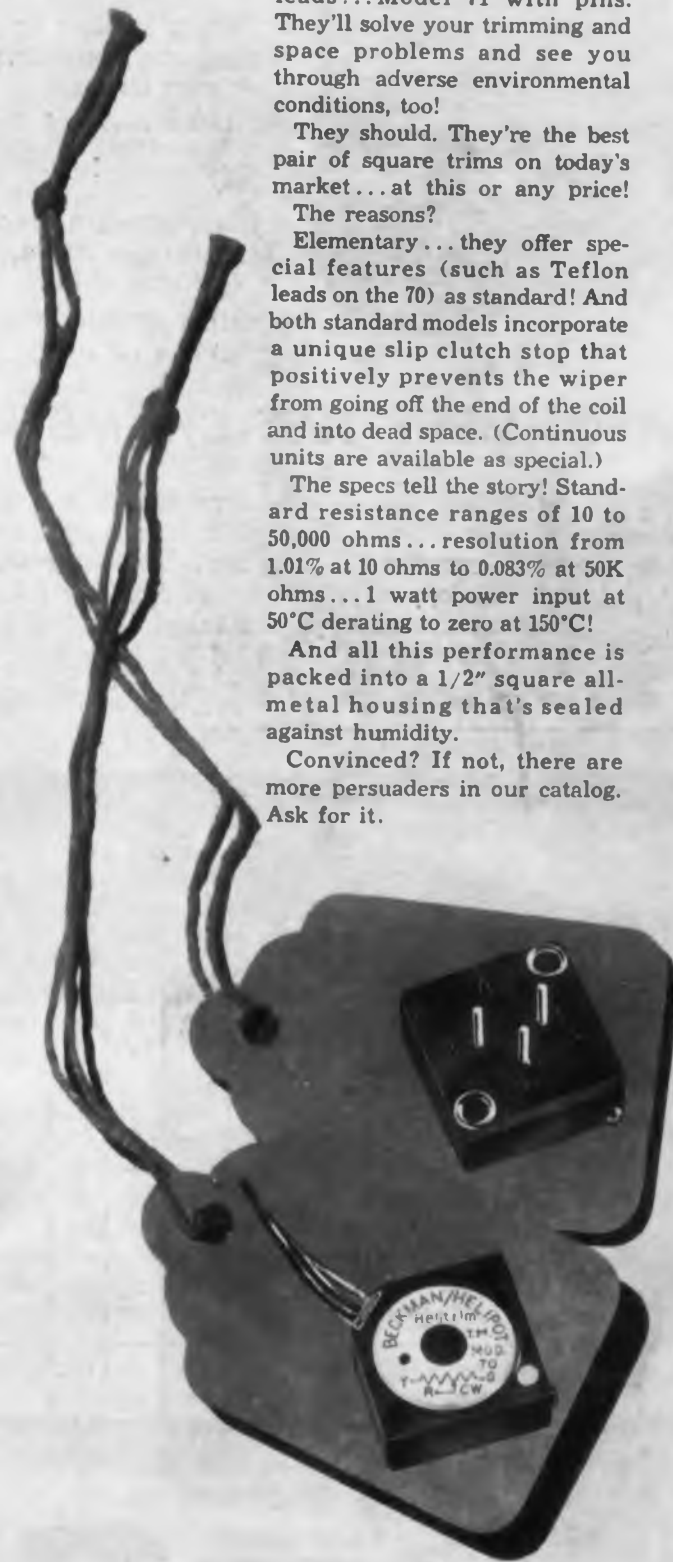 leads...Model 71 with pins.
They'll solve your trimming and
space problems and see you
through adverse environmental
conditions, too!
They should. They're the best
pair of square trims on today's
market...at this or any price!
The reasons?
Elementary...they offer spe-
cial features (such as Teflon
leads on the 70) as standard! And
both standard models incorporate
a unique slip clutch stop that
positively prevents the wiper
from going off the end of the coil
and into dead space. (Continuous
units are available as special.)
The specs tell the story! Stand-
ard resistance ranges of 10 to
50,000 ohms...resolution from
1.01% at 10 ohms to 0.083% at 50K
ohms...1 watt power input at
50°C derating to zero at 150°C!
And all this performance is
packed into a 1/2" square all-
metal housing that's sealed
against humidity.
Convinced? If not, there are
more persuaders in our catalog.
Ask for it.
BECKMAN/HELIPOT
Helitrim
T.M.
MOD.
70
Y
R CW